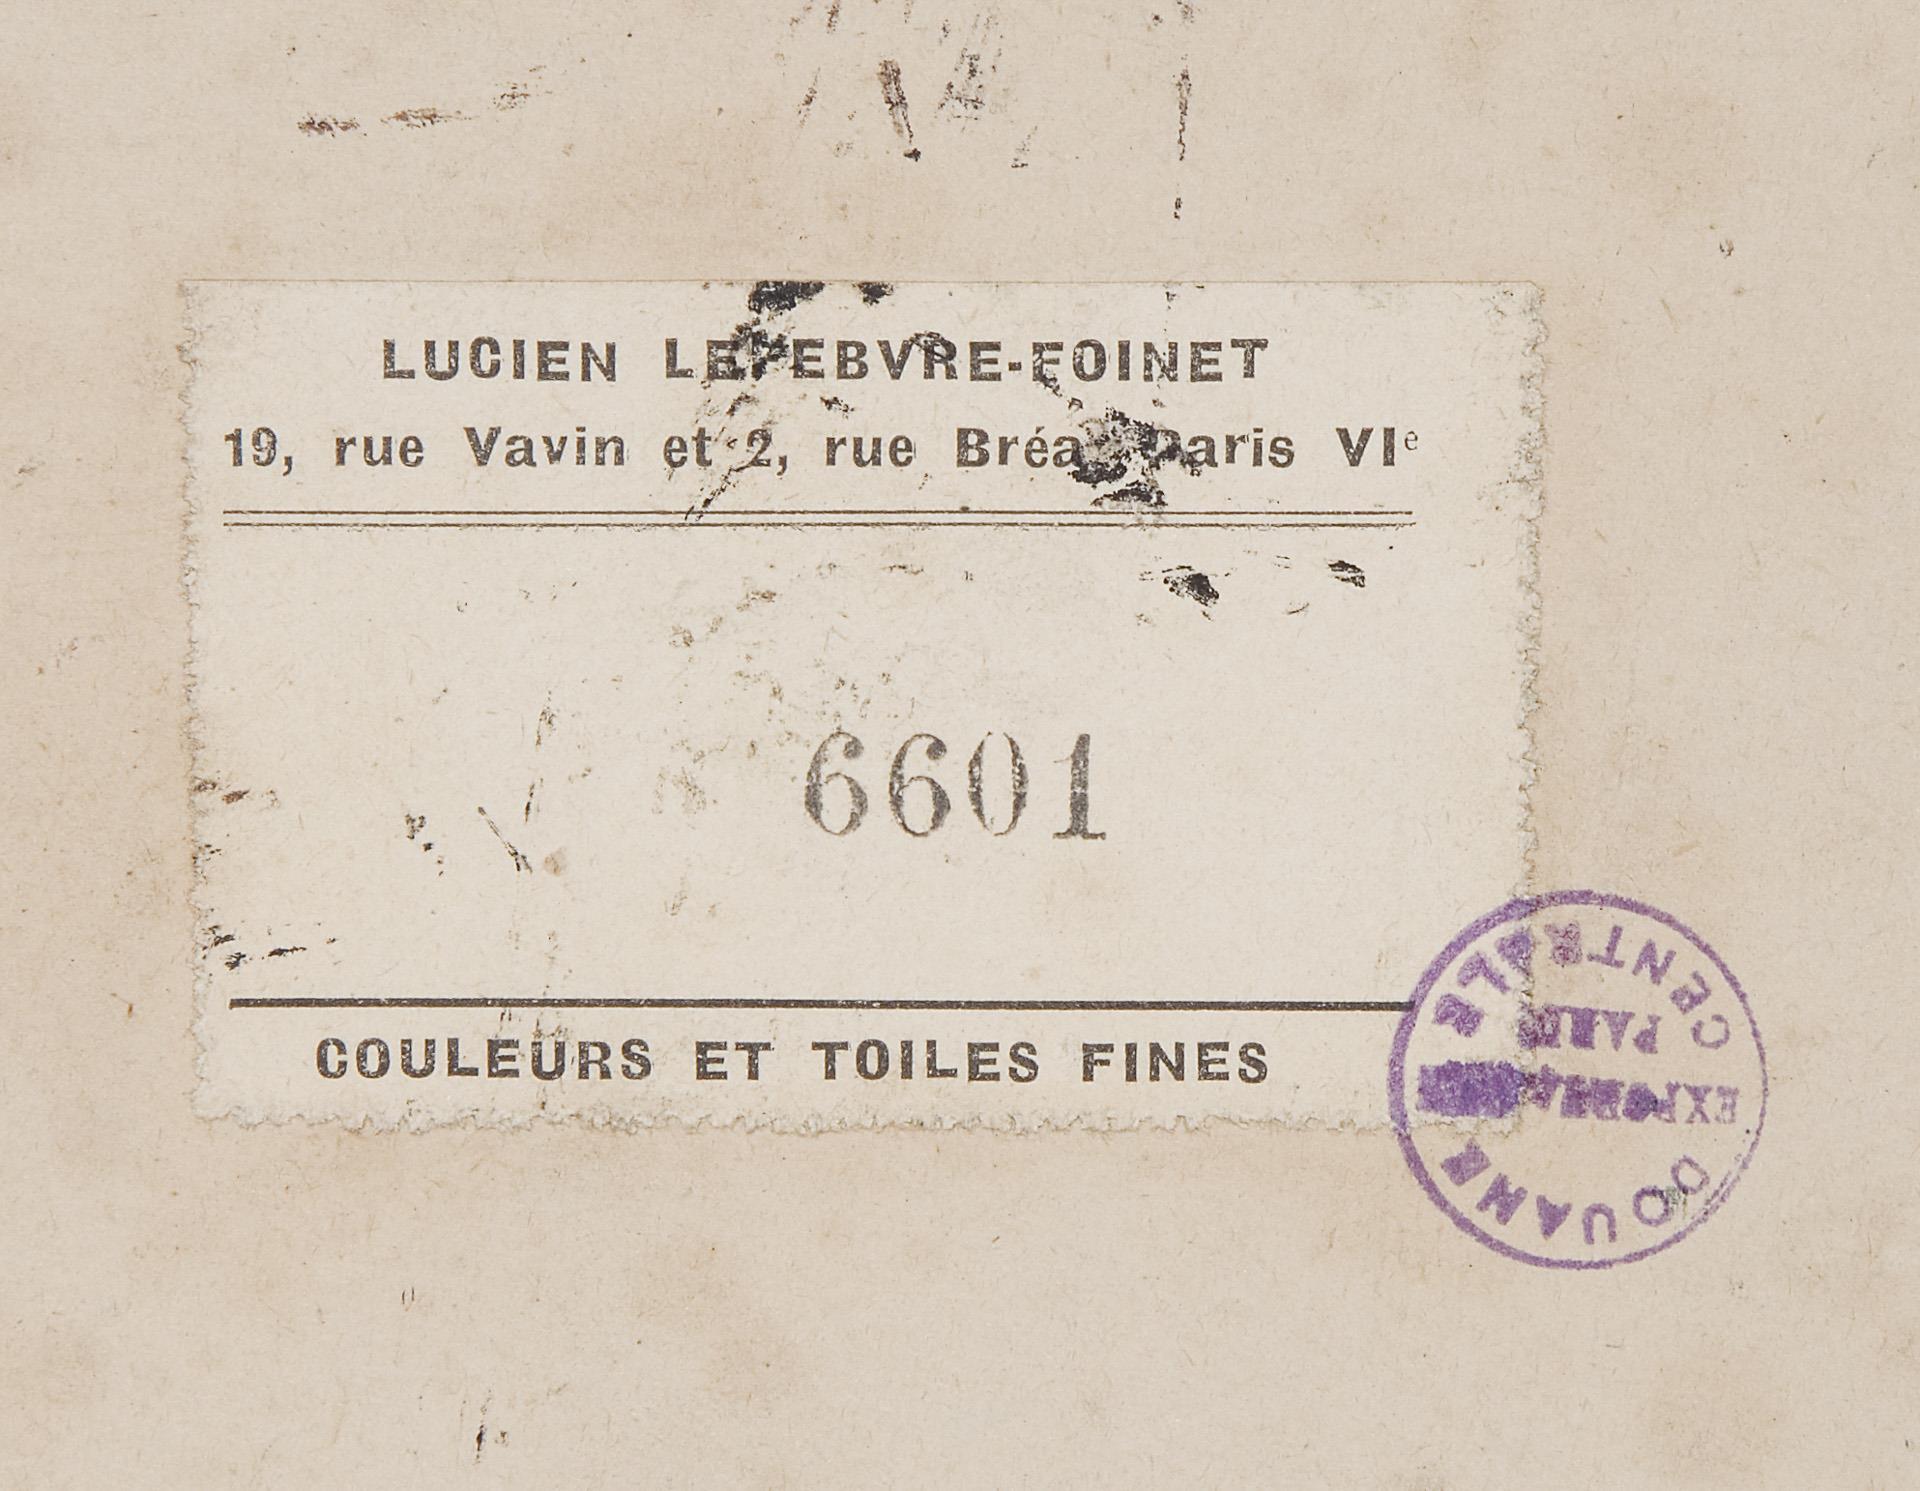 LUCIEN LEFEBVRE-FOINET
19, rue Vavin et 2, rue Bréa, Paris VIe
6601
COULEURS ET TOILES FINES
DOUANE CENTRALE
EXPORTATION
PARIS